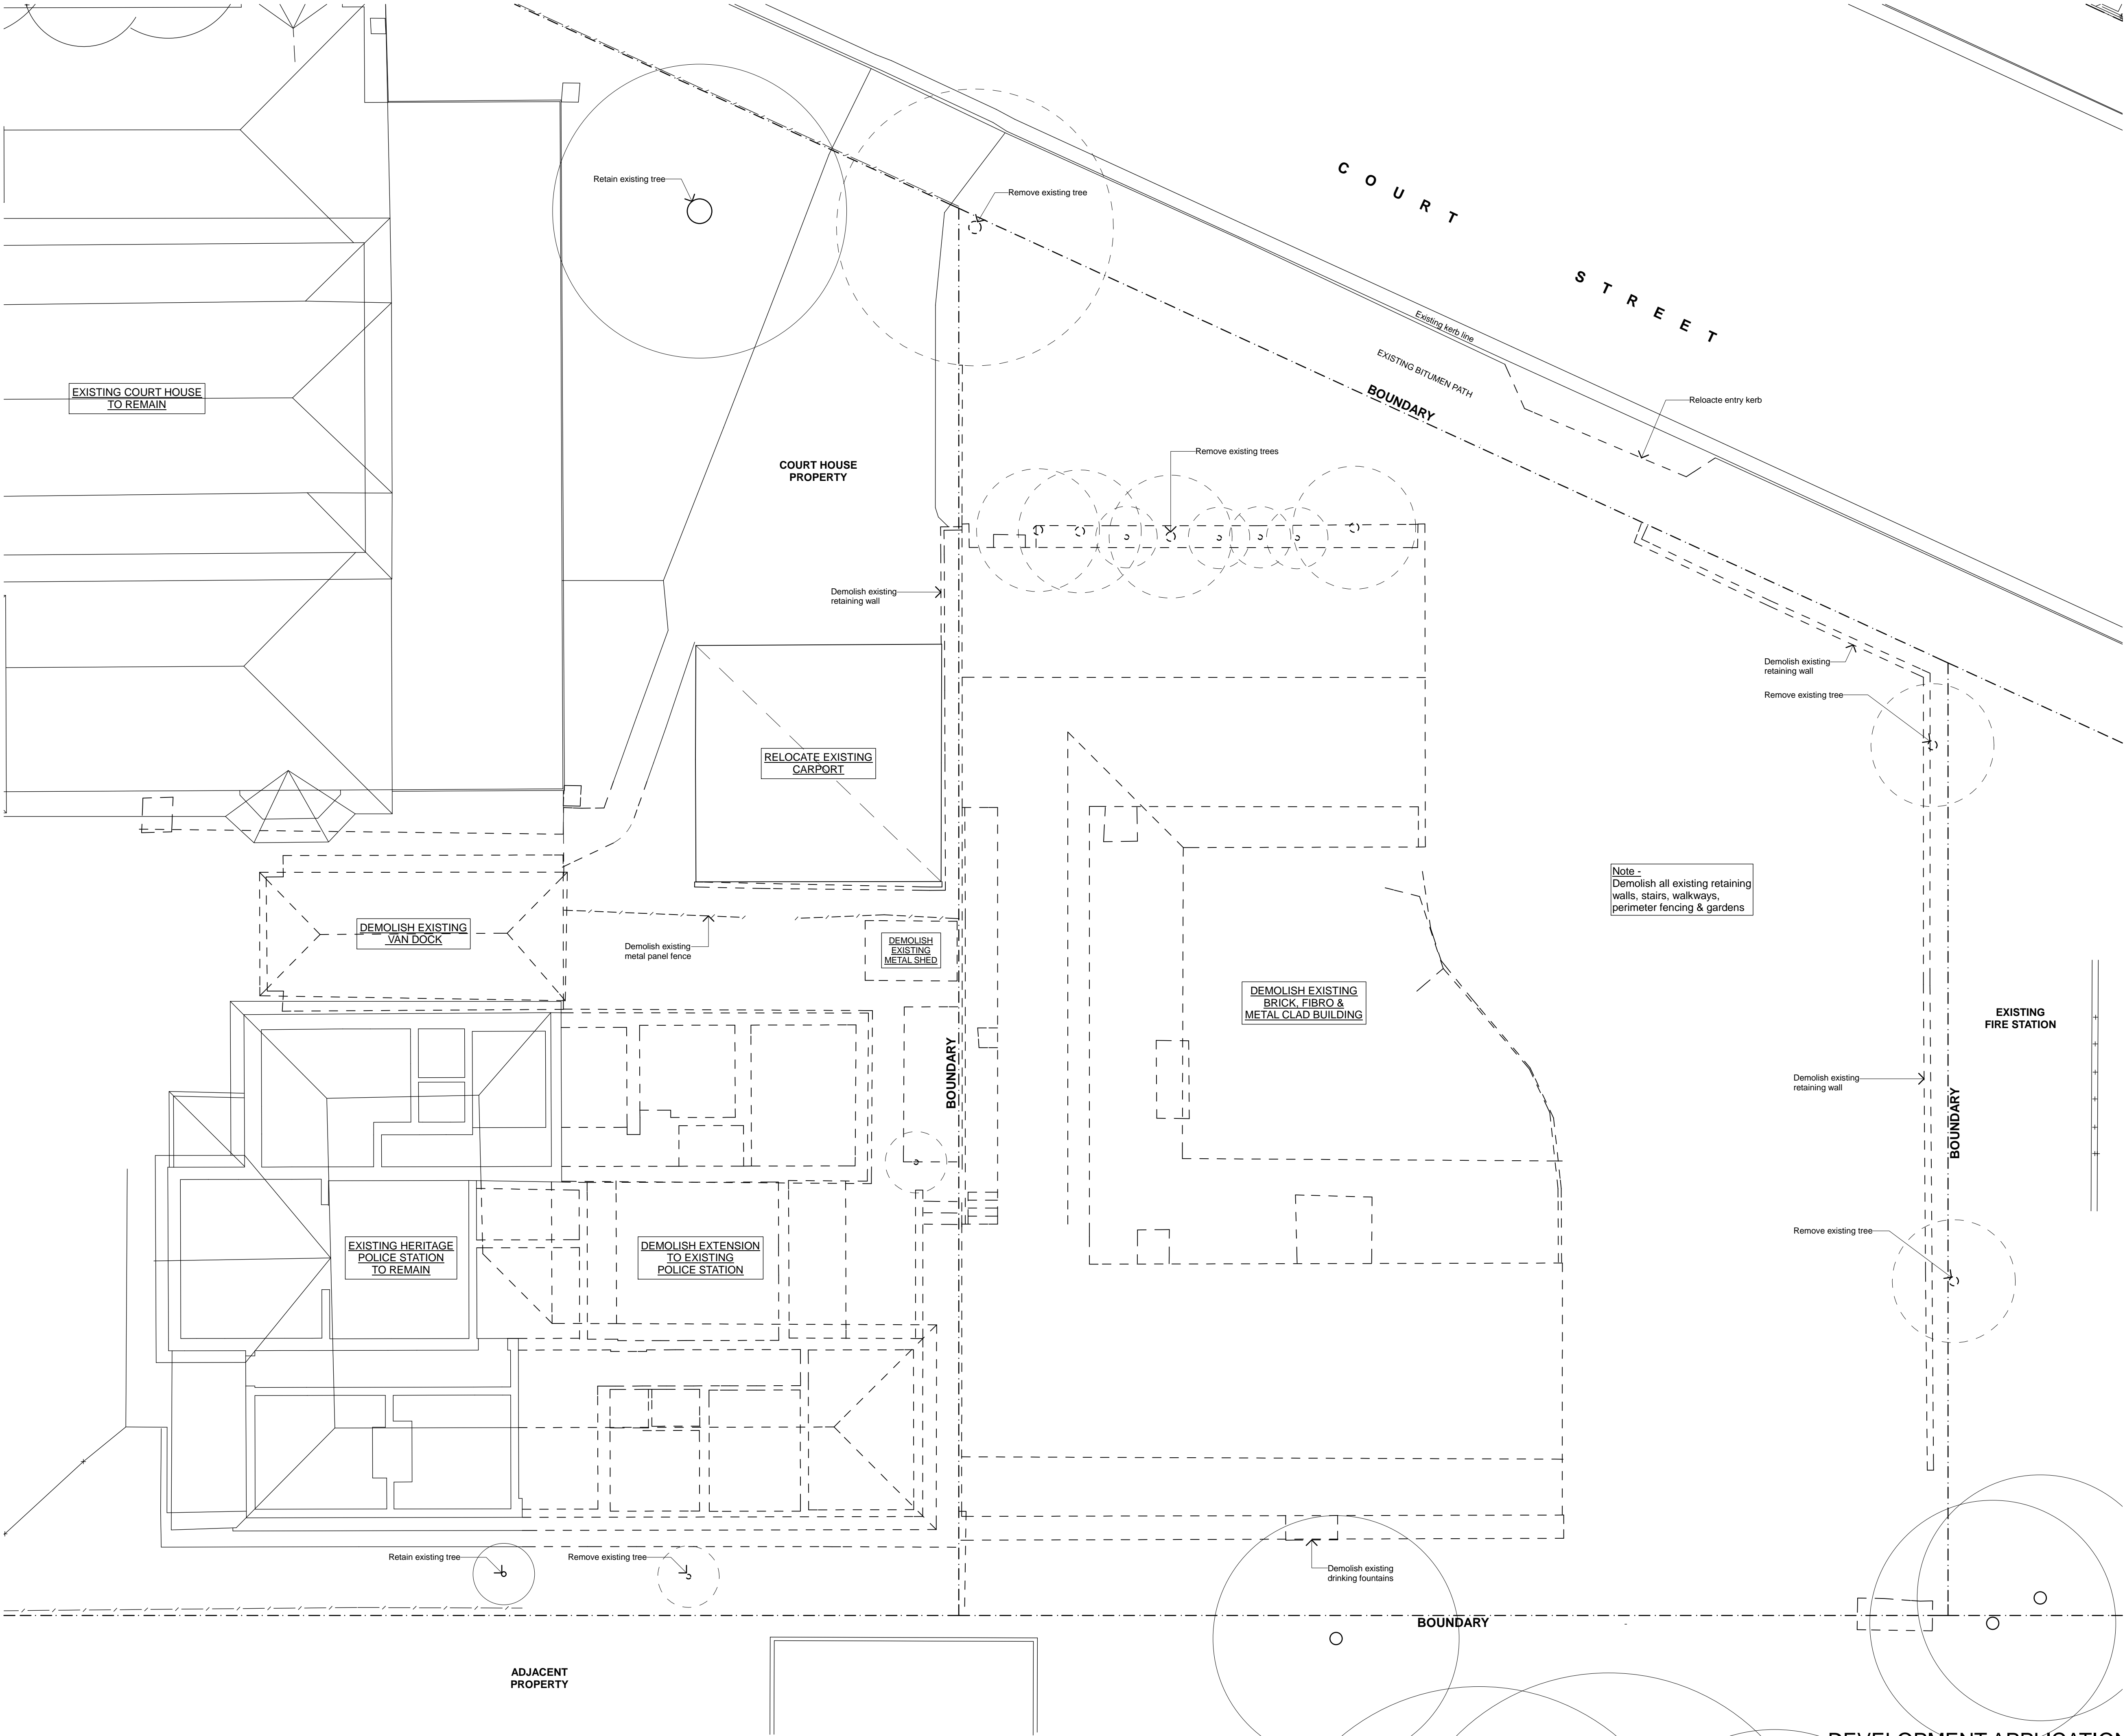 Retain existing tree
Remove existing tree
COURT
STREET
Existing kerb line
EXISTING BITUMEN PATH
BOUNDARY
Reloacte entry kerb
EXISTING COURT HOUSE
TO REMAIN
COURT HOUSE
PROPERTY
Remove existing trees
Demolish existing
retaining wall
Demolish existing
retaining wall
Remove existing tree
RELOCATE EXISTING
CARPORT
Note -
Demolish all existing retaining
walls, stairs, walkways,
perimeter fencing & gardens
DEMOLISH EXISTING
VAN DOCK
Demolish existing
metal panel fence
DEMOLISH
EXISTING
METAL SHED
DEMOLISH EXISTING
BRICK, FIBRO &
METAL CLAD BUILDING
EXISTING
FIRE STATION
BOUNDARY
Demolish existing
retaining wall
BOUNDARY
EXISTING HERITAGE
POLICE STATION
TO REMAIN
DEMOLISH EXTENSION
TO EXISTING
POLICE STATION
Remove existing tree
Retain existing tree
Remove existing tree
Demolish existing
drinking fountains
BOUNDARY
ADJACENT
PROPERTY
DEVELOPMENT APPLICATION